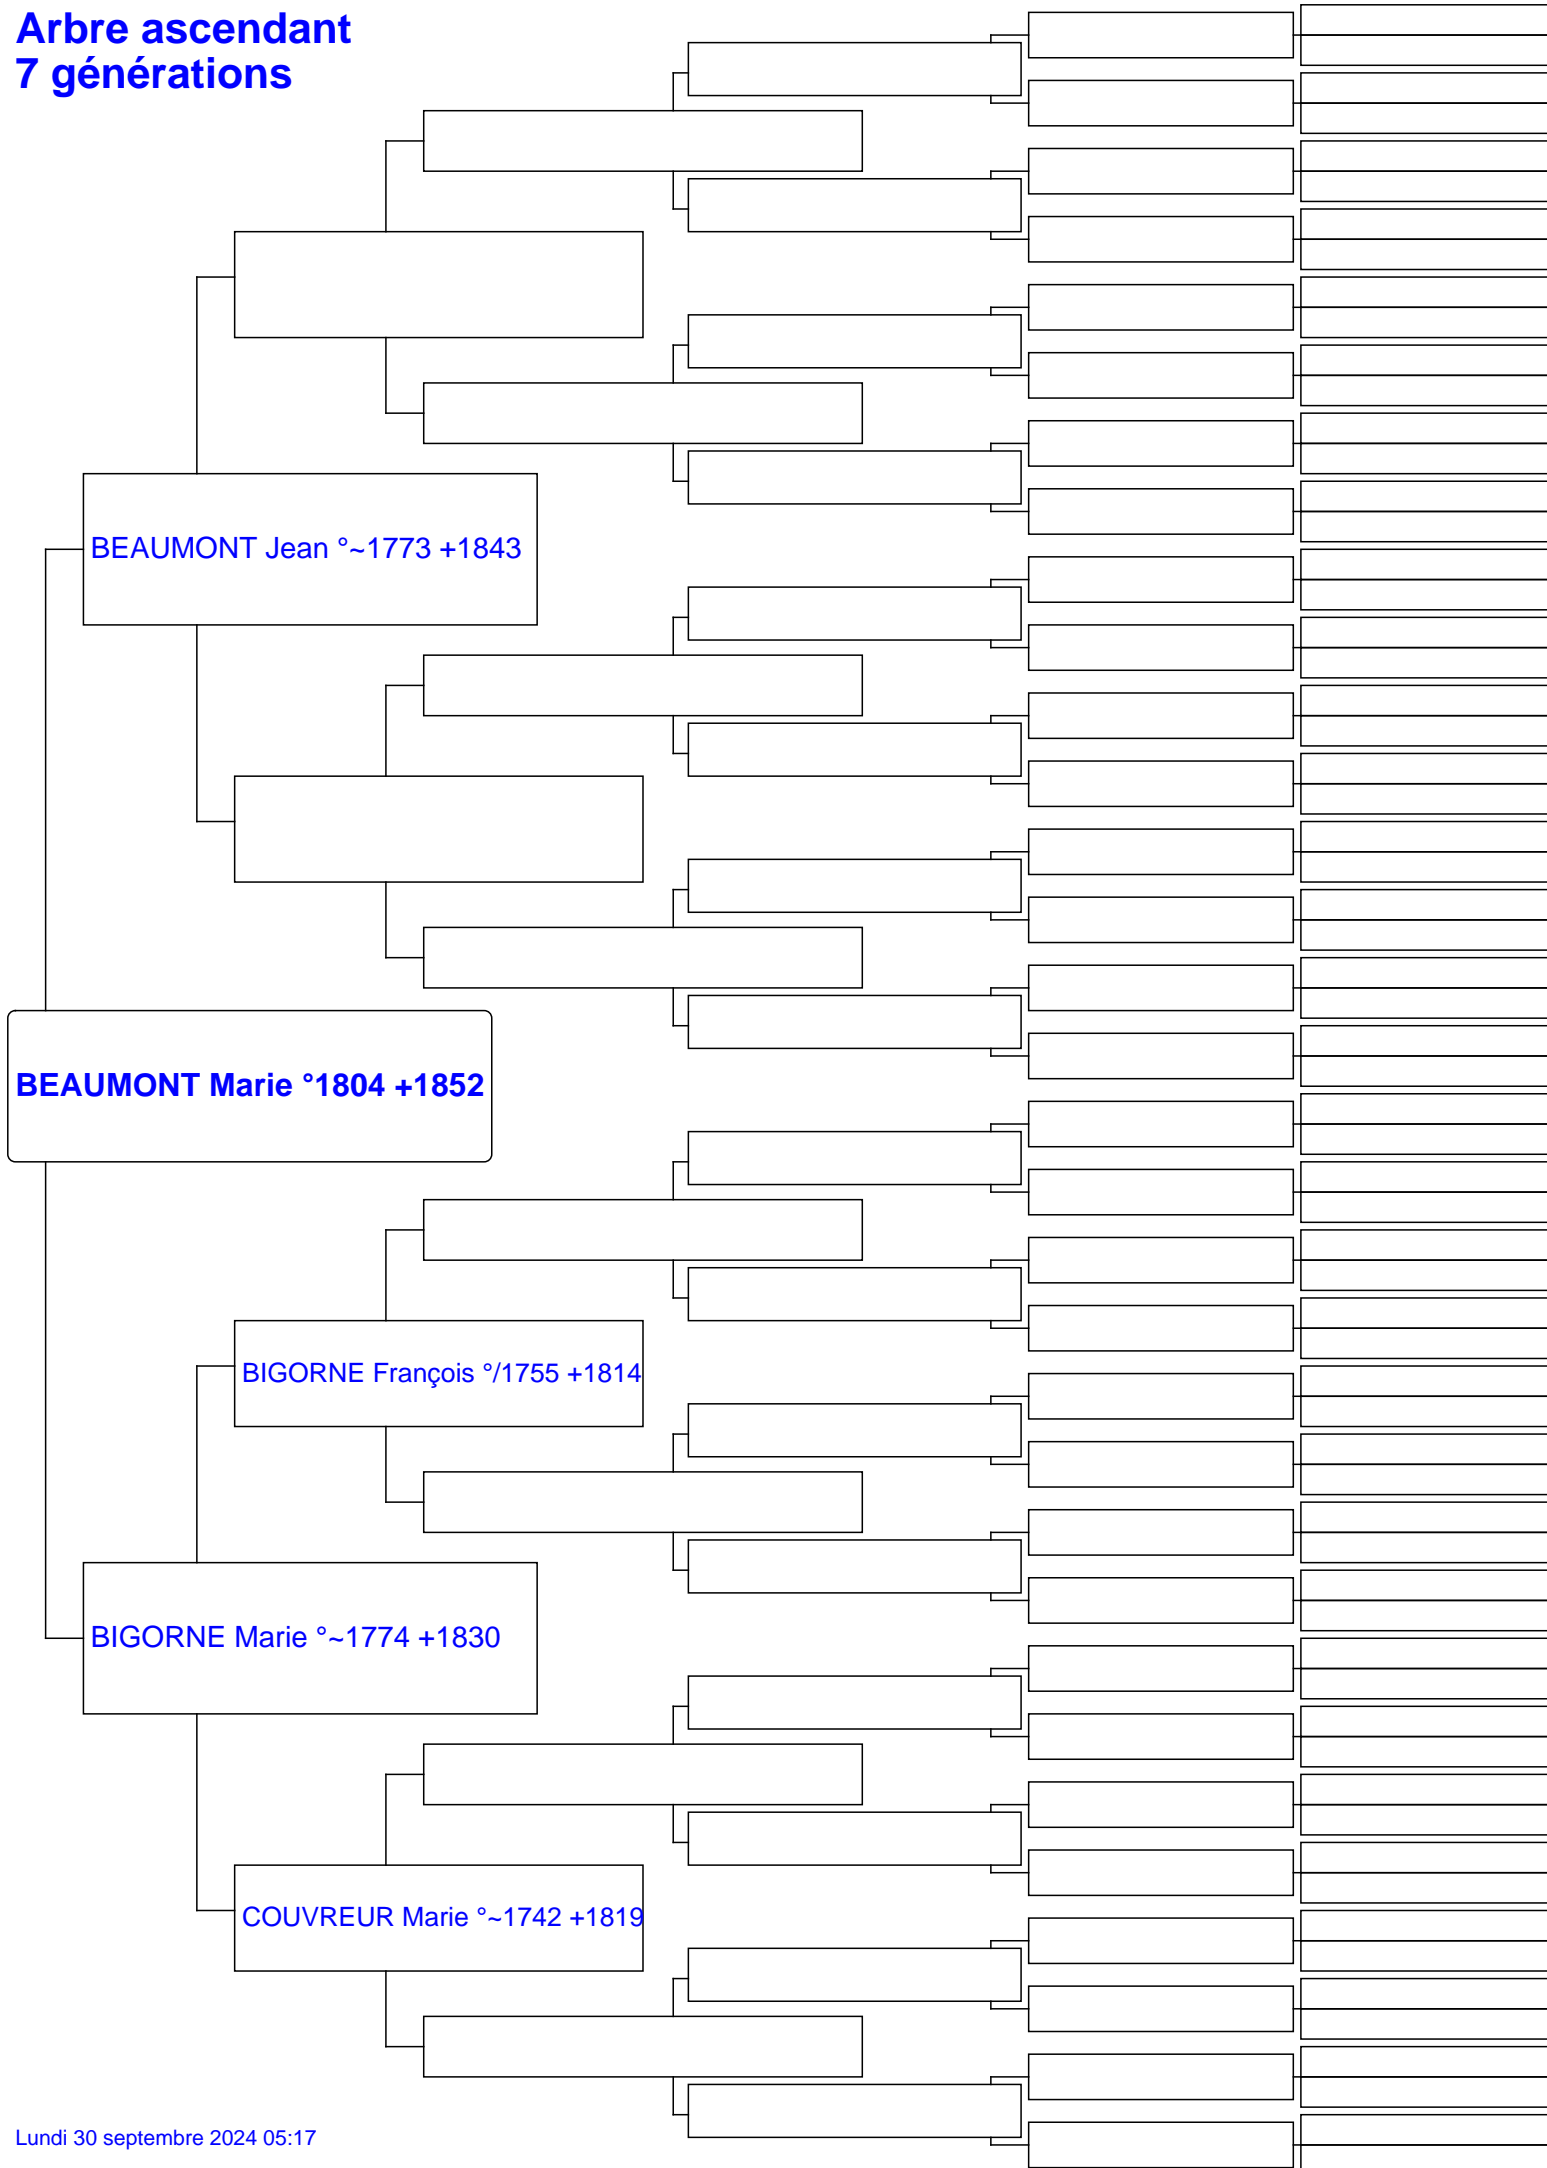 Arbre ascendant
7 générations
BEAUMONT Jean °~1773 +1843
BEAUMONT Marie °1804 +1852
BIGORNE François °/1755 +1814
BIGORNE Marie °~1774 +1830
COUVREUR Marie °~1742 +1819
Lundi 30 septembre 2024 05:17